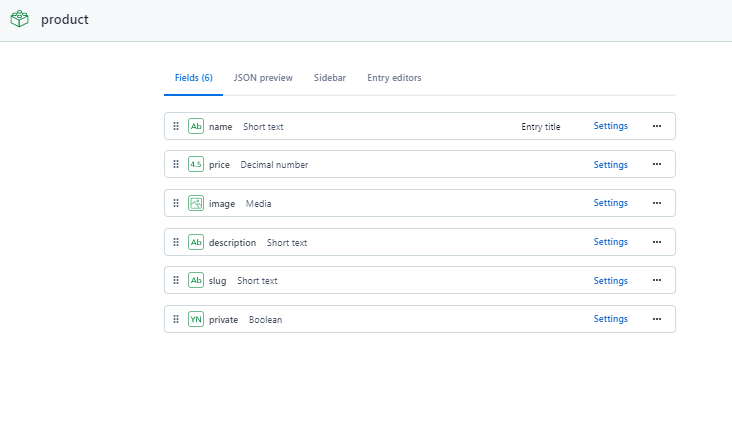 product
Fields (6) JSON preview Sidebar Entry editors
Ab name Short text Entry title Settings
4.5 price Decimal number Settings
image Media Settings
Ab description Short text Settings
Ab slug Short text Settings
YN private Boolean Settings